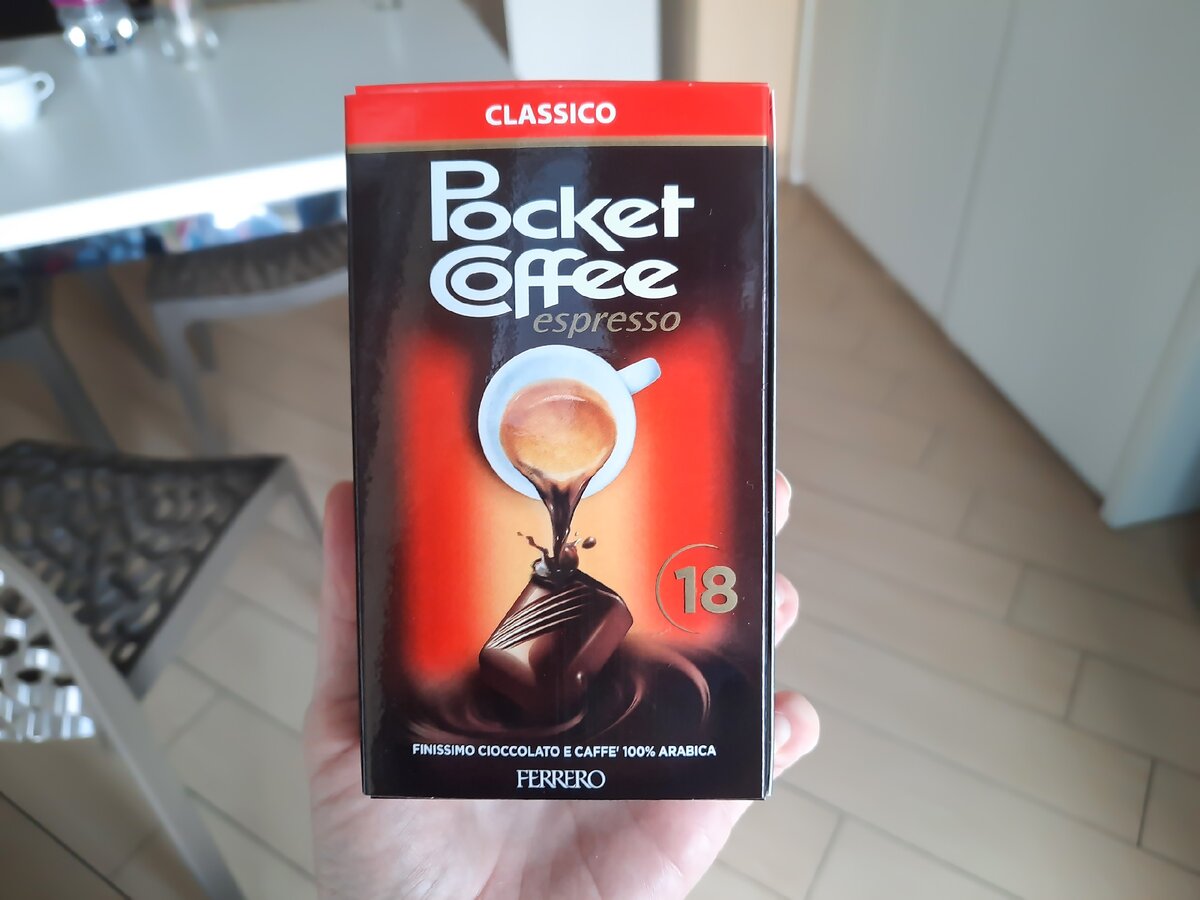 CLASSICO
Pocket
Coffee
espresso
18
FINISSIMO CIOCCOLATO E CAFFE' 100% ARABICA
FERRERO